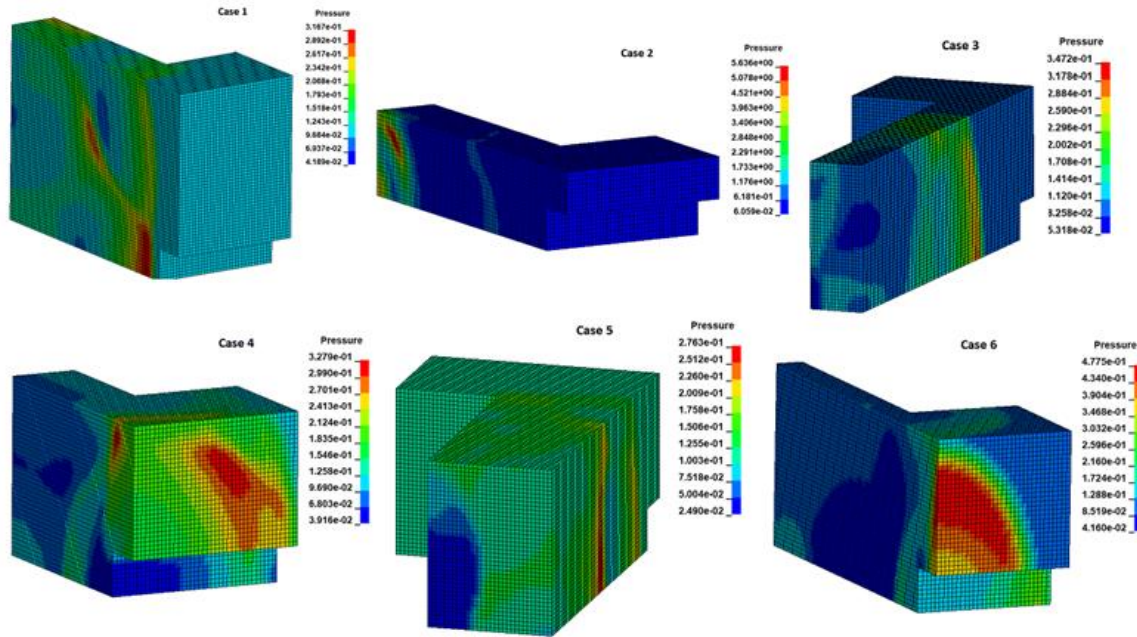 Case 1
Pressure
3.167e-01
2.892e-01
2.617e-01
2.342e-01
2.068e-01
1.793e-01
1.518e-01
1.243e-01
9.684e-02
6.937e-02
4.189e-02
Case 2
Pressure
5.636e+00
5.078e+00
4.521e+00
3.963e+00
3.406e+00
2.848e+00
2.291e+00
1.733e+00
1.176e+00
6.181e-01
6.059e-02
Case 3
Pressure
3.472e-01
3.178e-01
2.884e-01
2.590e-01
2.296e-01
2.002e-01
1.708e-01
1.414e-01
1.120e-01
8.258e-02
5.318e-02
Case 4
Pressure
3.279e-01
2.990e-01
2.701e-01
2.413e-01
2.124e-01
1.835e-01
1.546e-01
1.258e-01
9.690e-02
6.803e-02
3.916e-02
Case 5
Pressure
2.763e-01
2.512e-01
2.260e-01
2.009e-01
1.758e-01
1.506e-01
1.255e-01
1.003e-01
7.518e-02
5.004e-02
2.490e-02
Case 6
Pressure
4.775e-01
4.340e-01
3.904e-01
3.468e-01
3.032e-01
2.596e-01
2.160e-01
1.724e-01
1.288e-01
8.519e-02
4.160e-02